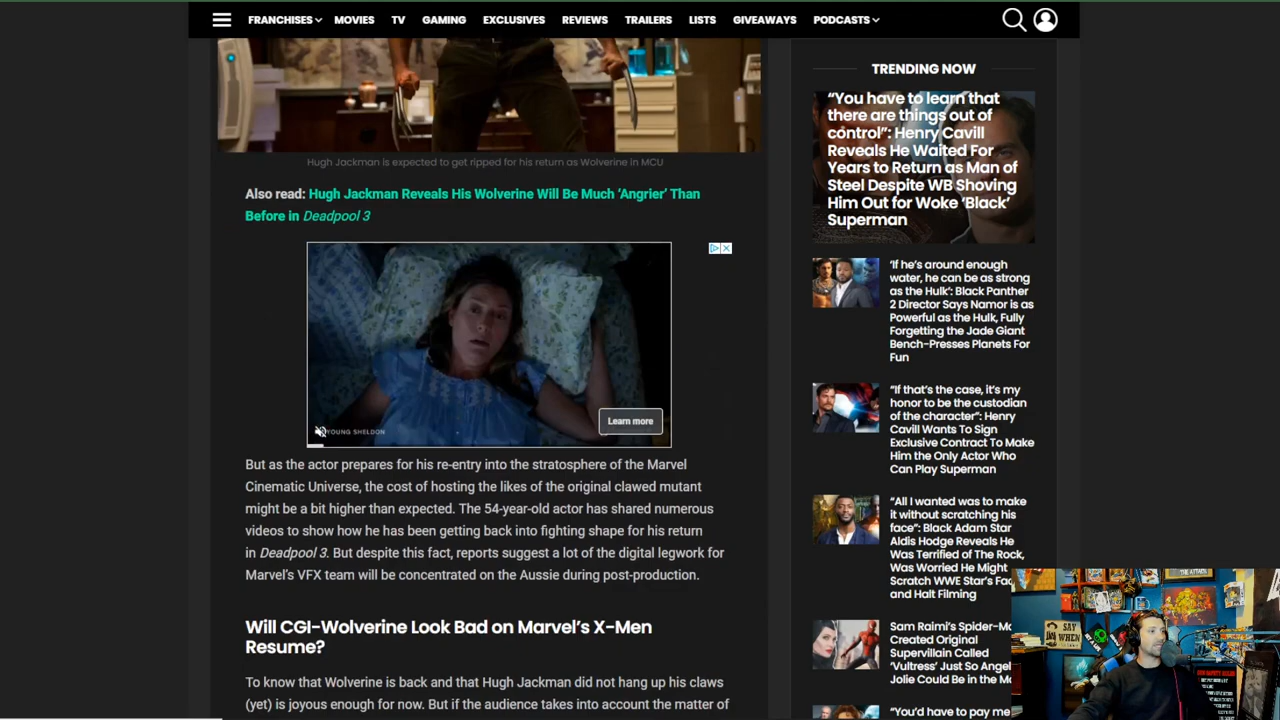 FRANCHISES
MOVIES
TV
GAMING
EXCLUSIVES
REVIEWS
TRAILERS
LISTS
GIVEAWAYS
PODCASTS
Hugh Jackman is expected to get ripped for his return as Wolverine in MCU
Also read: Hugh Jackman Reveals His Wolverine Will Be Much ‘Angrier’ Than
Before in Deadpool 3
YOUNG SHELDON
Learn more
But as the actor prepares for his re-entry into the stratosphere of the Marvel
Cinematic Universe, the cost of hosting the likes of the original clawed mutant
might be a bit higher than expected. The 54-year-old actor has shared numerous
videos to show how he has been getting back into fighting shape for his return
in Deadpool 3. But despite this fact, reports suggest a lot of the digital legwork for
Marvel’s VFX team will be concentrated on the Aussie during post-production.
Will CGI-Wolverine Look Bad on Marvel’s X-Men
Resume?
To know that Wolverine is back and that Hugh Jackman did not hang up his claws
(yet) is joyous enough for now. But if the audience takes into account the matter of
TRENDING NOW
“You have to learn that
there are things out of
control”: Henry Cavill
Reveals He Waited For
Years to Return as Man of
Steel Despite WB Shoving
Him Out for Woke ‘Black’
Superman
‘If he’s around enough
water, he can be as strong
as the Hulk’: Black Panther
2 Director Says Namor is as
Powerful as the Hulk, Fully
Forgetting the Jade Giant
Bench-Presses Planets For
Fun
“If that’s the case, it’s my
honor to be the custodian
of the character”: Henry
Cavill Wants To Sign
Exclusive Contract To Make
Him the Only Actor Who
Can Play Superman
“All I wanted was to make
it without scratching his
face”: Black Adam Star
Aldis Hodge Reveals He
Was Terrified of The Rock,
Was Worried He Might
Scratch WWE Star’s Fa
and Halt Filming
Sam Raimi’s Spider-M
Created Original
Supervillain Called
‘Vultress’ Just So Ange
Jolie Could Be in the M
“You’d have to pay me
SAY
WHEN